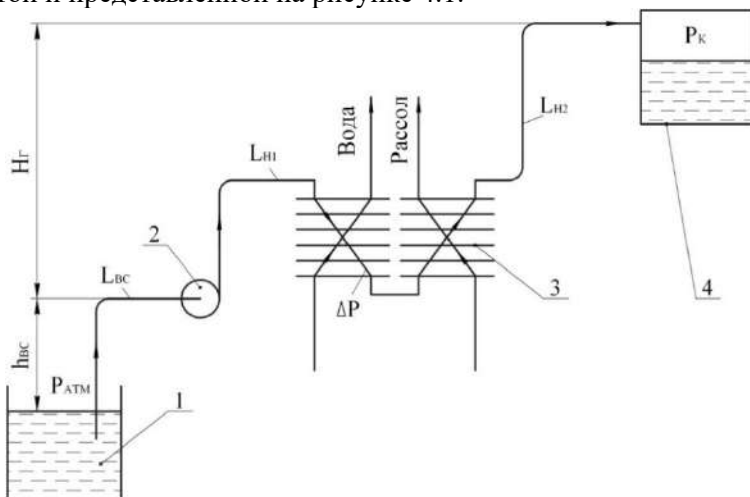 той и представленной на рисунке 4.1.
Pк
Вода
Рассол
Lн2
Hг
Lн1
2
Lвс
3
4
ΔP
hвс
Pатм
1